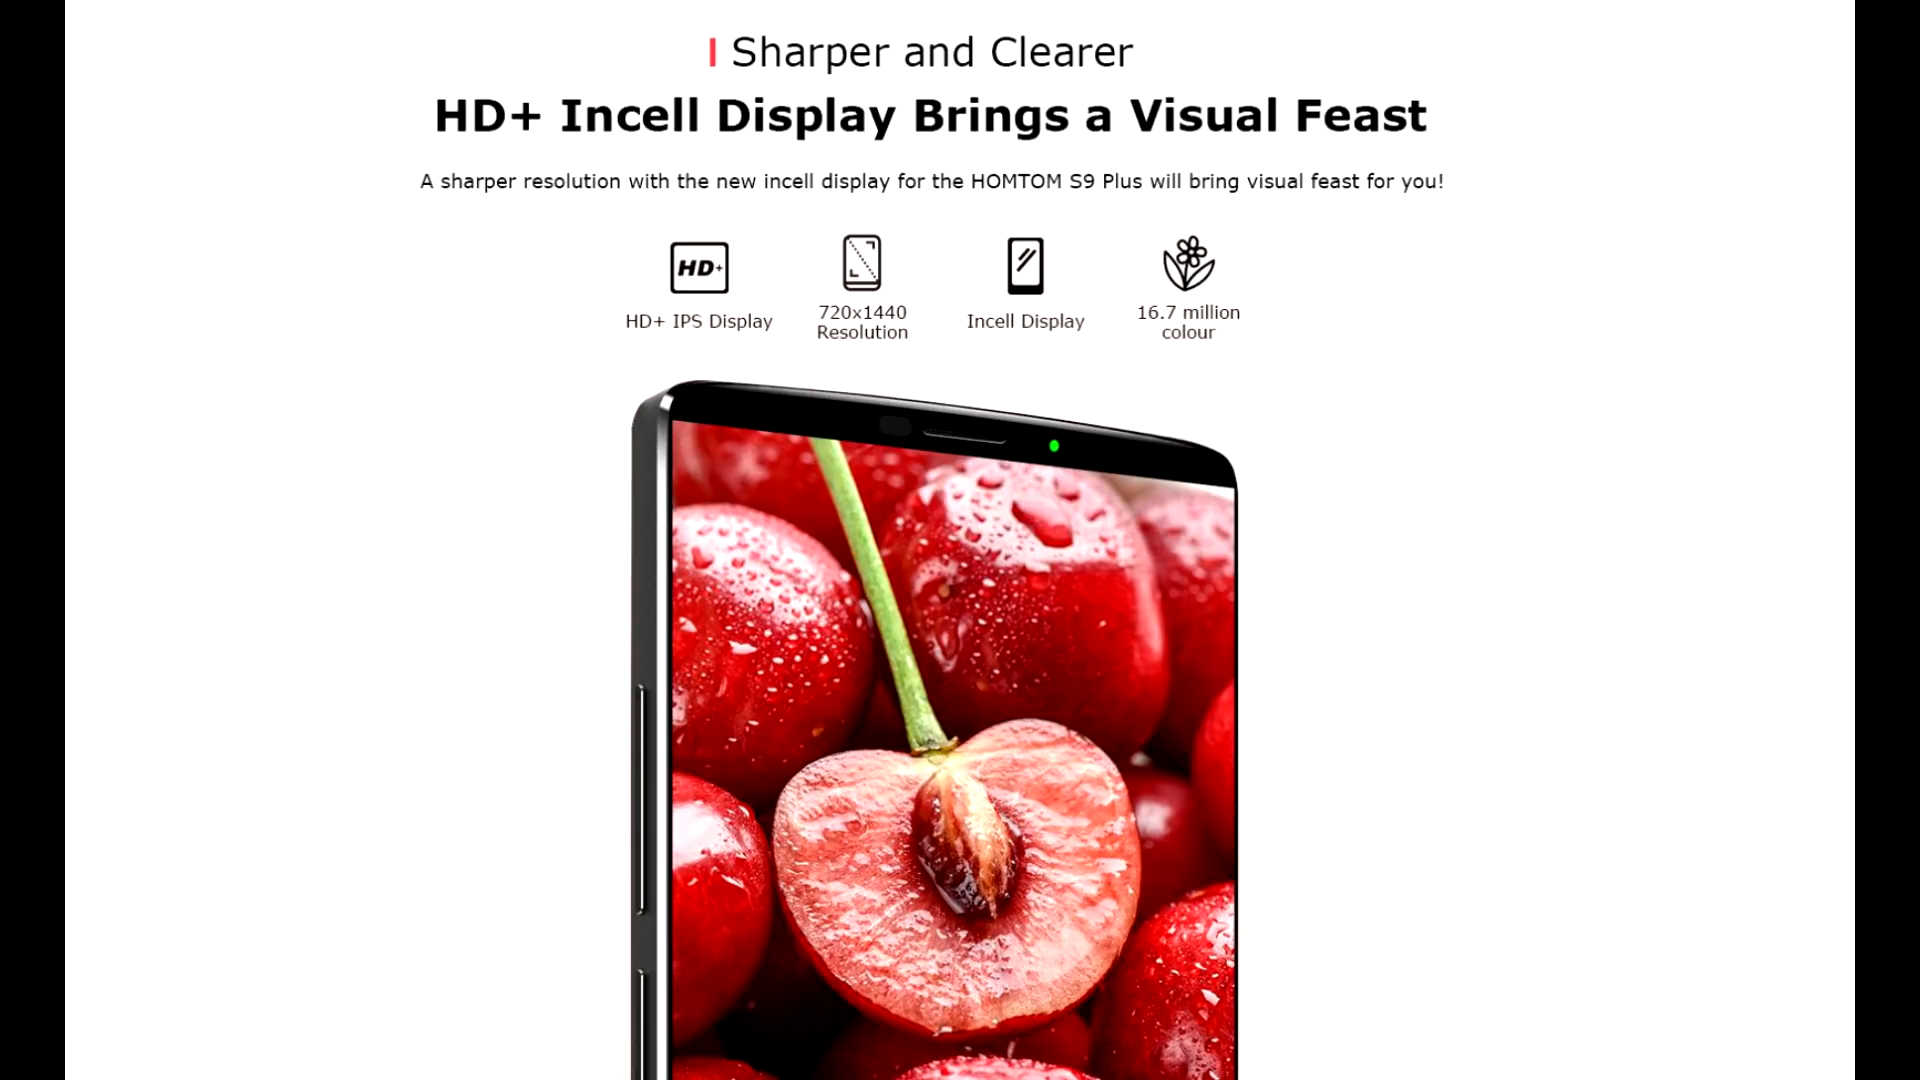 Sharper and Clearer
HD+ Incell Display Brings a Visual Feast
A sharper resolution with the new incell display for the HOMTOM S9 Plus will bring visual feast for you!
HD+
HD+ IPS Display
720x1440
Resolution
Incell Display
16.7 million
colour